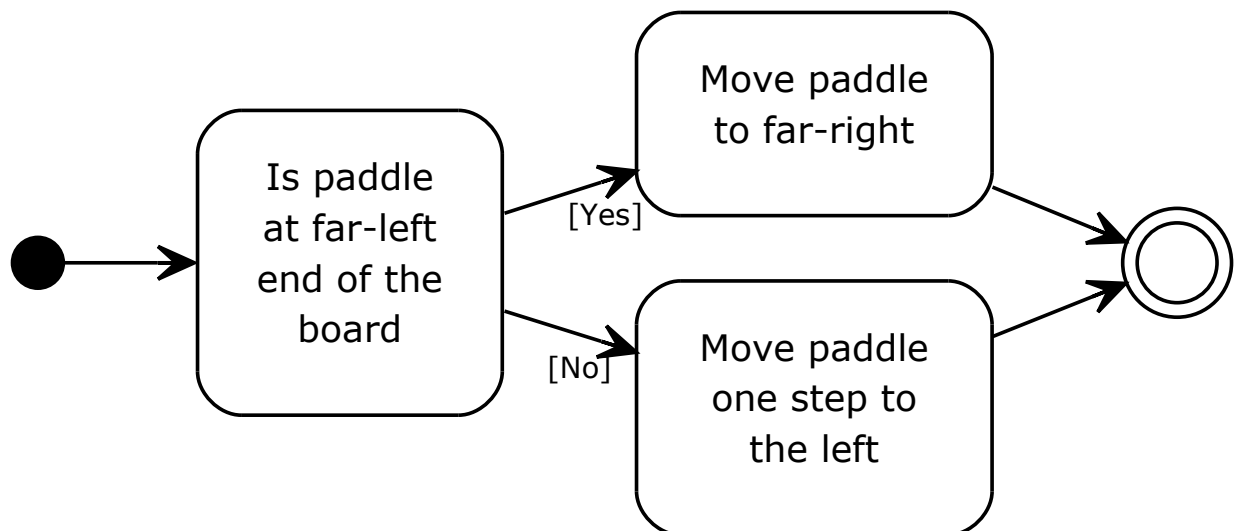 Is paddle
at far-left
end of the
board
[Yes]
Move paddle
to far-right
[No]
Move paddle
one step to
the left